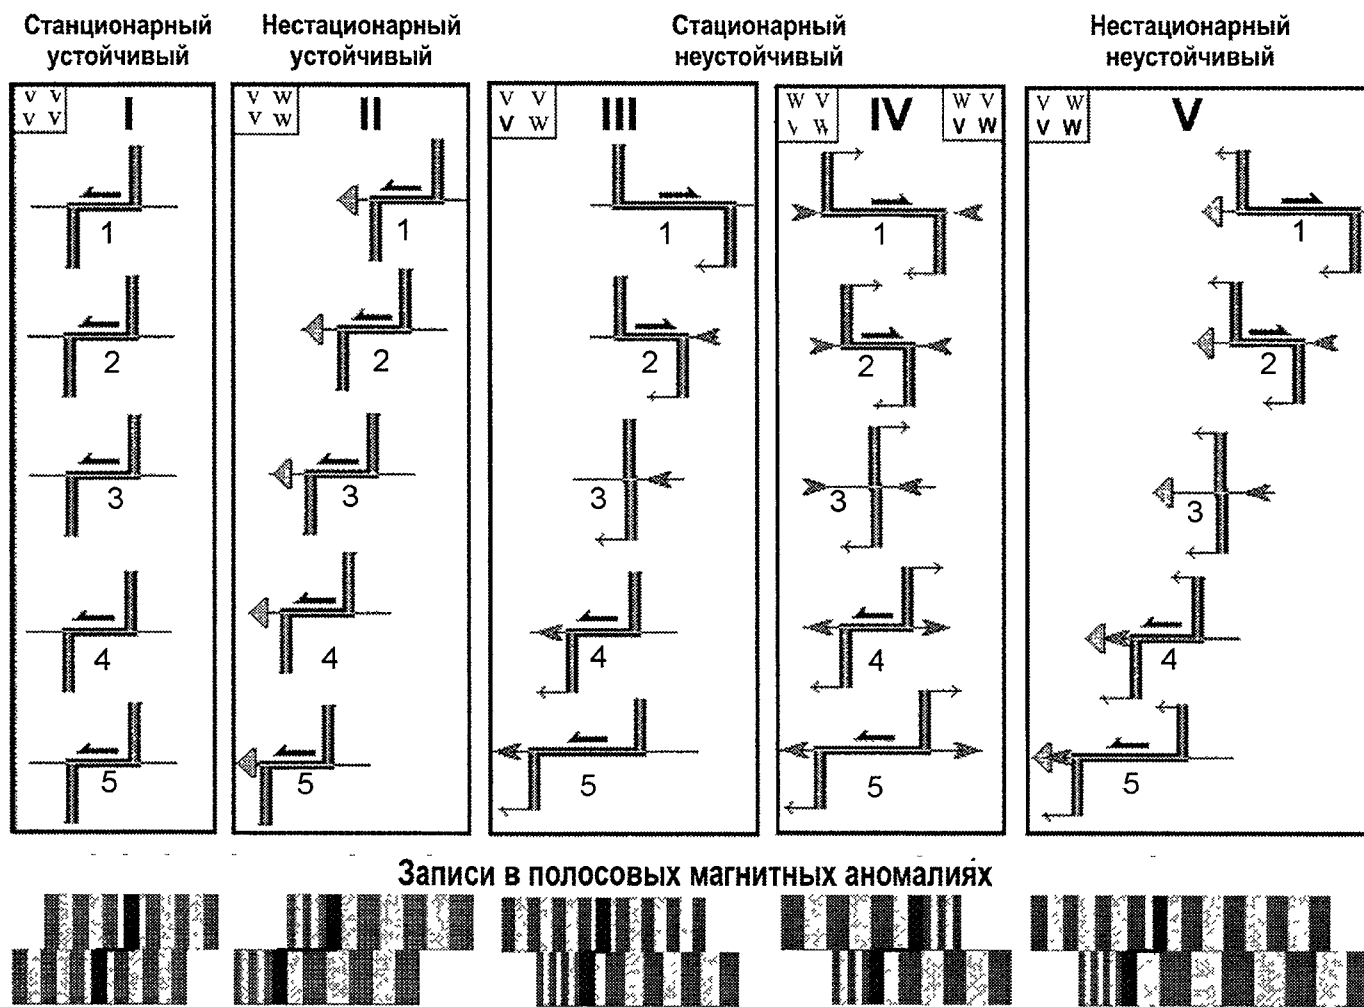 Станционарный
устойчивый
Нестационарный
устойчивый
Стационарный
неустойчивый
Нестационарный
неустойчивый
V V
V V
I
1
2
3
4
5
V W
V W
II
1
2
3
4
5
V V
V W
III
1
2
3
4
5
W V
V W
IV
W V
V W
1
2
3
4
5
V W
V W
V
1
2
3
4
5
Записи в полосовых магнитных аномалиях